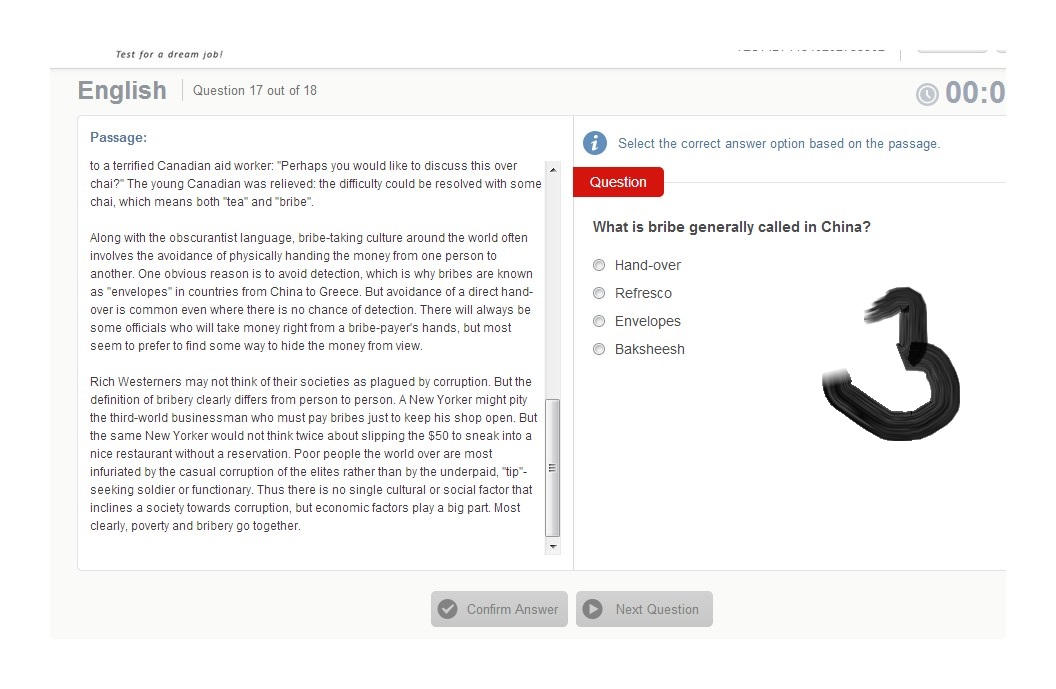 Test for a dream job!
English
Question 17 out of 18
00:0
Passage:
to a terrified Canadian aid worker: "Perhaps you would like to discuss this over
chai?" The young Canadian was relieved: the difficulty could be resolved with some
chai, which means both "tea" and "bribe".
Along with the obscurantist language, bribe-taking culture around the world often
involves the avoidance of physically handing the money from one person to
another. One obvious reason is to avoid detection, which is why bribes are known
as "envelopes" in countries from China to Greece. But avoidance of a direct hand-
over is common even where there is no chance of detection. There will always be
some officials who will take money right from a bribe-payer's hands, but most
seem to prefer to find some way to hide the money from view.
Rich Westerners may not think of their societies as plagued by corruption. But the
definition of bribery clearly differs from person to person. A New Yorker might pity
the third-world businessman who must pay bribes just to keep his shop open. But
the same New Yorker would not think twice about slipping the $50 to sneak into a
nice restaurant without a reservation. Poor people the world over are most
infuriated by the casual corruption of the elites rather than by the underpaid, "tip"-
seeking soldier or functionary. Thus there is no single cultural or social factor that
inclines a society towards corruption, but economic factors play a big part. Most
clearly, poverty and bribery go together.
Select the correct answer option based on the passage.
Question
What is bribe generally called in China?
Hand-over
Refresco
Envelopes
Baksheesh
3
Confirm Answer
Next Question